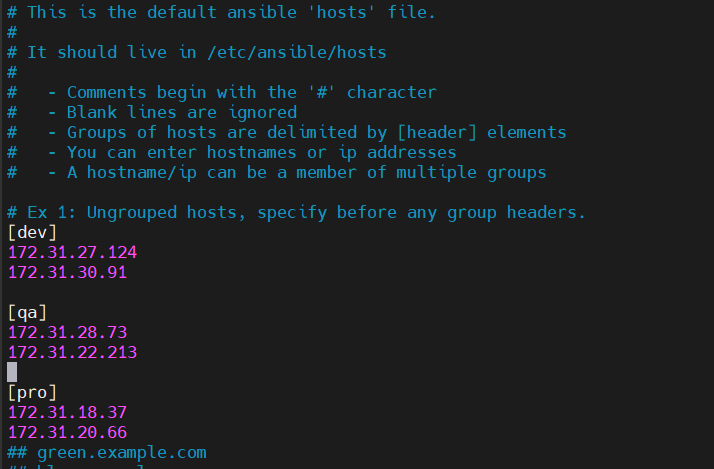 # This is the default ansible 'hosts' file.
#
# It should live in /etc/ansible/hosts
#
#   - Comments begin with the '#' character
#   - Blank lines are ignored
#   - Groups of hosts are delimited by [header] elements
#   - You can enter hostnames or ip addresses
#   - A hostname/ip can be a member of multiple groups

# Ex 1: Ungrouped hosts, specify before any group headers.
[dev]
172.31.27.124
172.31.30.91

[qa]
172.31.28.73
172.31.22.213

[pro]
172.31.18.37
172.31.20.66
## green.example.com
##